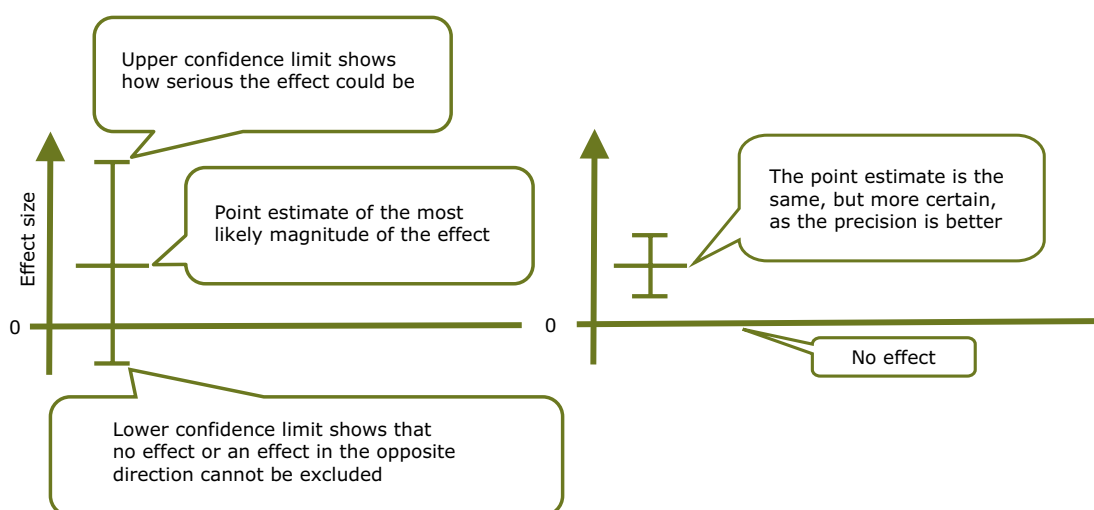 Upper confidence limit shows
how serious the effect could be
Effect size
Point estimate of the most
likely magnitude of the effect
0
Lower confidence limit shows that
no effect or an effect in the opposite
direction cannot be excluded
The point estimate is the
same, but more certain,
as the precision is better
0
No effect